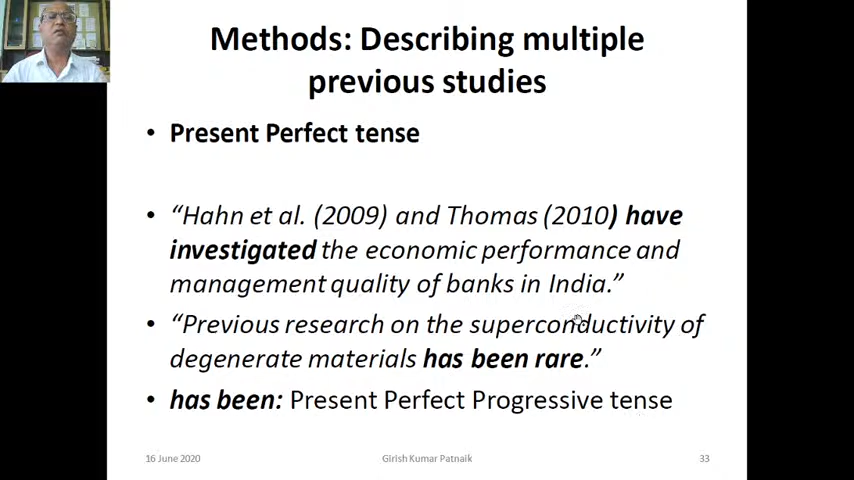 Methods: Describing multiple
previous studies
• Present Perfect tense
• “Hahn et al. (2009) and Thomas (2010) have
investigated the economic performance and
management quality of banks in India.”
• “Previous research on the superconductivity of
degenerate materials has been rare.”
• has been: Present Perfect Progressive tense
16 June 2020
Girish Kumar Patnaik
33